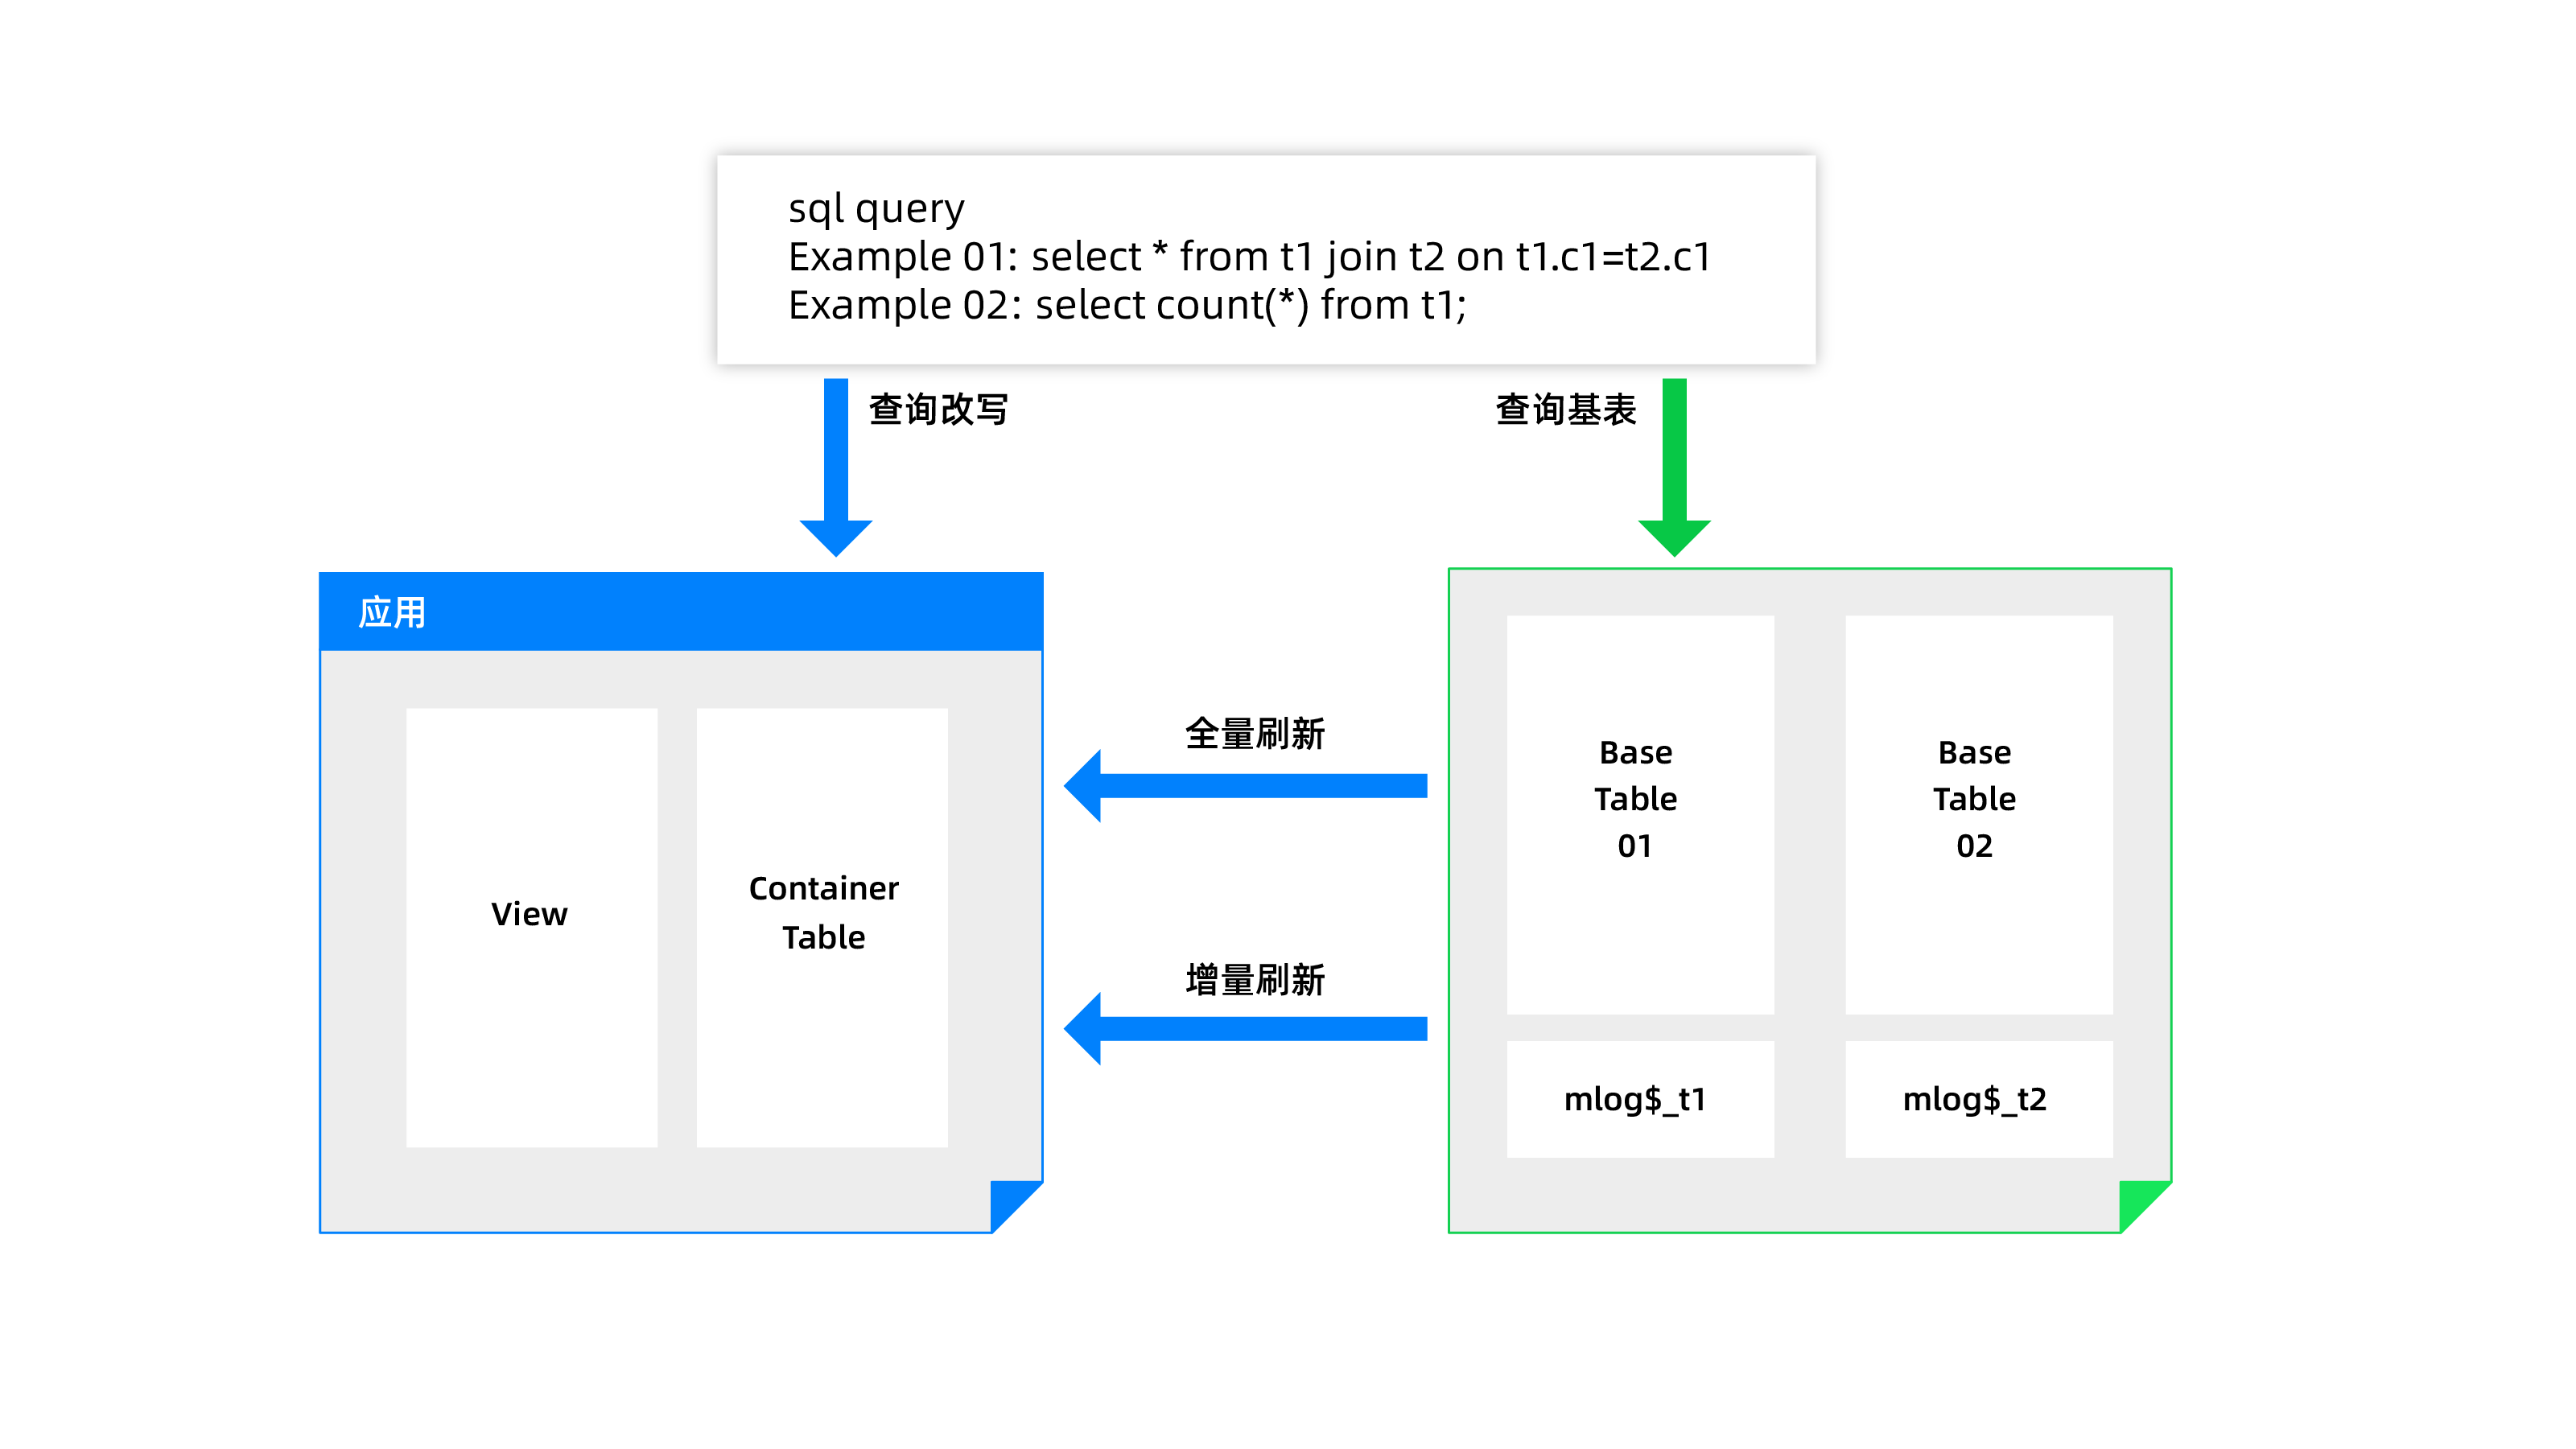 sql query
Example 01: select * from t1 join t2 on t1.c1=t2.c1
Example 02: select count(*) from t1;
查询改写
查询基表
应用
View
Container
Table
全量刷新
增量刷新
Base
Table
01
Base
Table
02
mlog$_t1
mlog$_t2